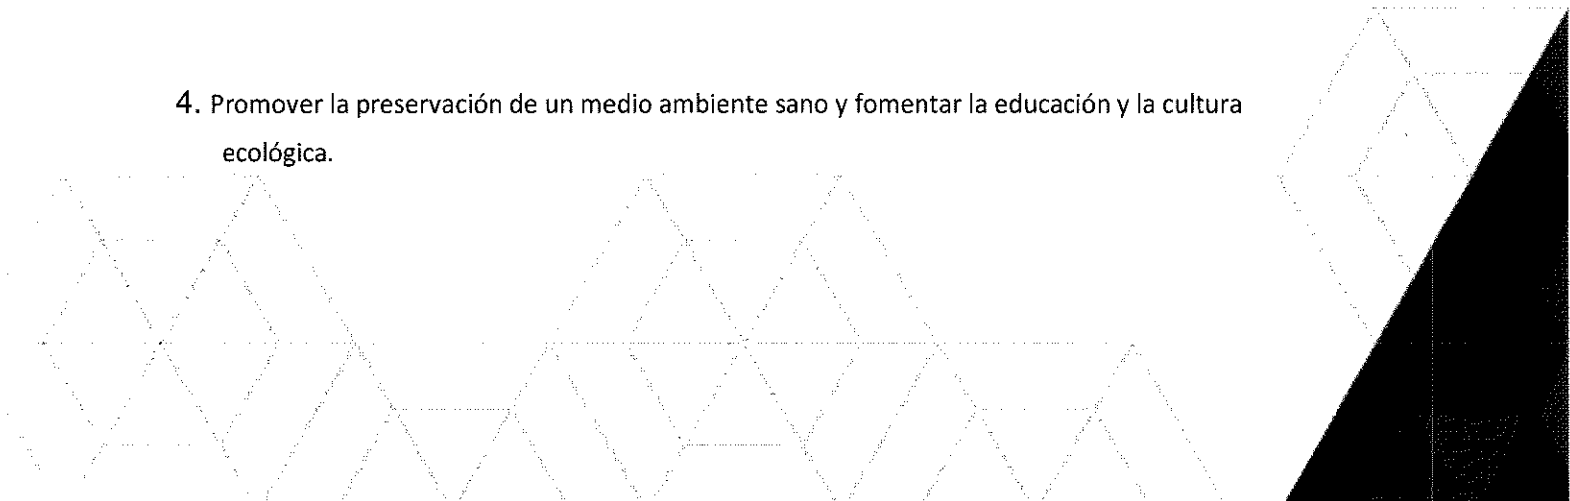 4. Promover la preservación de un medio ambiente sano y fomentar la educación y la cultura
ecológica.